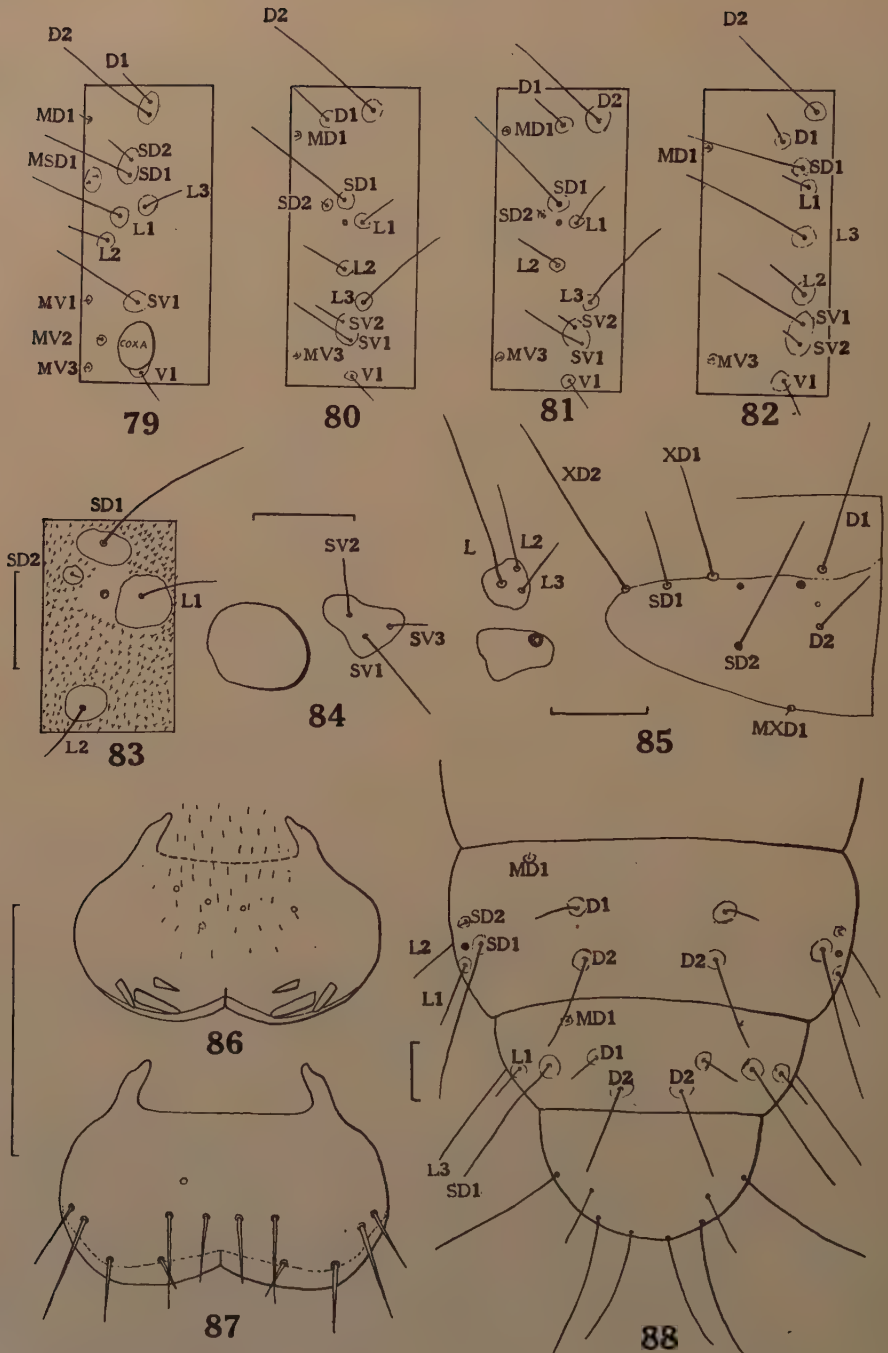 D2
D1
MD1
SD2
MSD1
SD1
L3
L1
L2
SV1
MV1
MV2
COXA
MV3
V1
79
D2
D1
MD1
SD1
SD2
L1
L2
L3
SV2
SV1
MV3
V1
80
D1
D2
MD1
SD1
SD2
L1
L2
L3
SV2
SV1
MV3
V1
81
D2
D1
MD1
SD1
L1
L3
L2
SV1
SV2
MV3
V1
82
SD1
SD2
L1
L2
83
SV2
SV3
SV1
84
XD2
XD1
L
L2
L3
SD1
D1
D2
SD2
MXD1
85
86
87
MD1
D1
SD2
L2
SD1
D2
D2
L1
MD1
L1
D1
D2
D2
L3
SD1
88